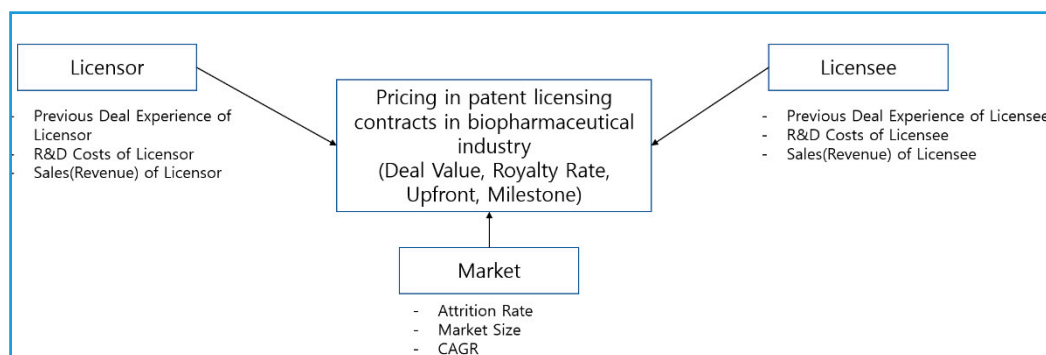 Licensor
- Previous Deal Experience of
Licensor
- R&D Costs of Licensor
- Sales(Revenue) of Licensor
Pricing in patent licensing
contracts in biopharmaceutical
industry
(Deal Value, Royalty Rate,
Upfront, Milestone)
Licensee
- Previous Deal Experience of Licensee
- R&D Costs of Licensee
- Sales(Revenue) of Licensee
Market
- Attrition Rate
- Market Size
- CAGR